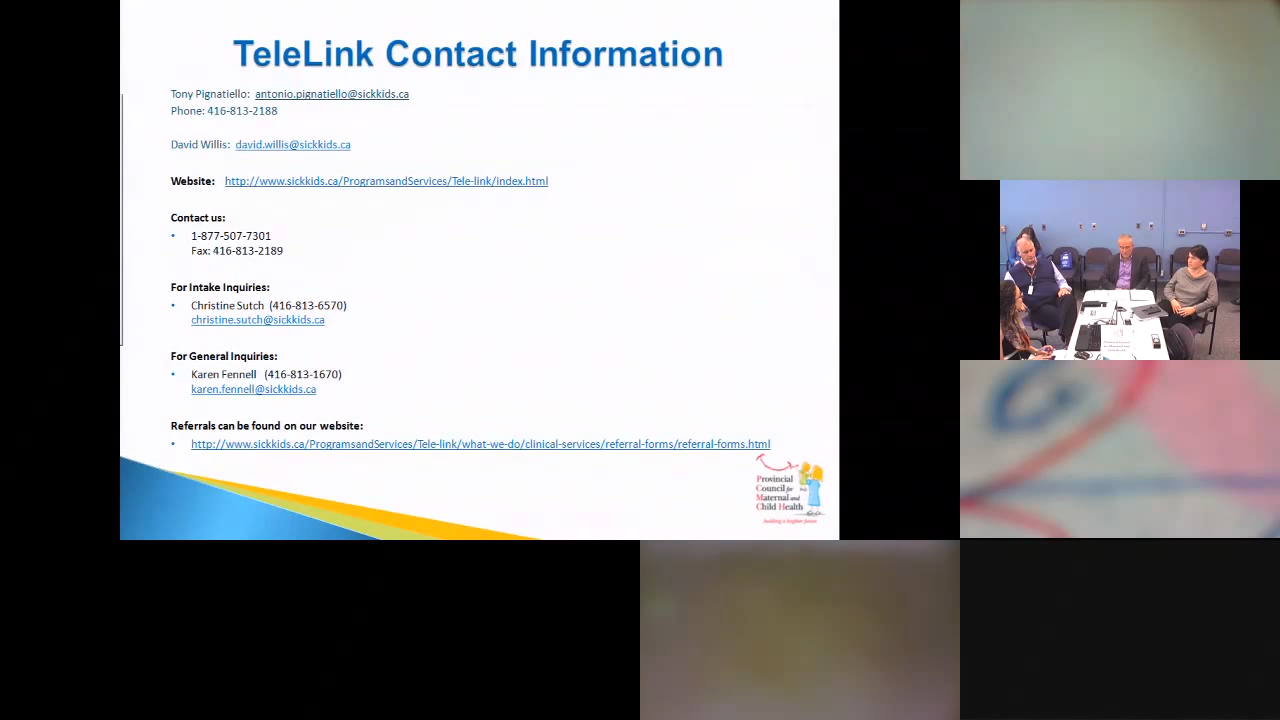 TeleLink Contact Information
Tony Pignatiello: antonio.pignatiello@sickkids.ca
Phone: 416-813-2188
David Willis: david.willis@sickkids.ca
Website: http://www.sickkids.ca/ProgramsandServices/Tele-link/index.html
Contact us:
• 1-877-507-7301
Fax: 416-813-2189
For Intake Inquiries:
• Christine Sutch (416-813-6570)
christine.sutch@sickkids.ca
For General Inquiries:
• Karen Fennell (416-813-1670)
karen.fennell@sickkids.ca
Referrals can be found on our website:
• http://www.sickkids.ca/ProgramsandServices/Tele-link/what-we-do/clinical-services/referral-forms/referral-forms.html
Provincial
Council for
Maternal and
Child Health
building a brighter future